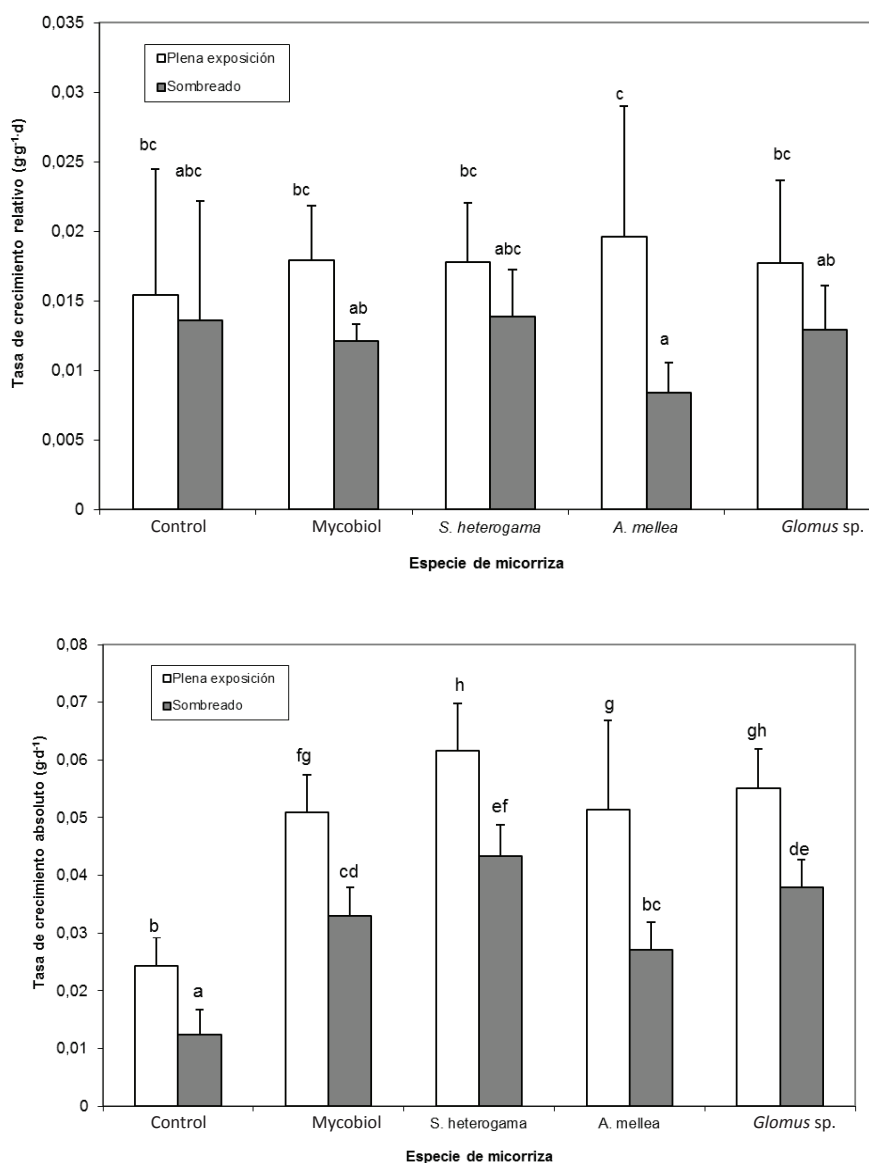 0,035
Plena exposición
Sombreado
0,03
0,025
0,02
0,015
0,01
0,005
0
Tasa de crecimiento relativo (g·g⁻¹·d)
bc
abc
bc
ab
bc
abc
c
a
bc
ab
Control Mycobiol S. heterogama A. mellea Glomus sp.
Especie de micorriza
0,08
Plena exposición
Sombreado
0,07
0,06
0,05
0,04
0,03
0,02
0,01
0
Tasa de crecimiento absoluto (g·d⁻¹)
b
a
fg
cd
h
ef
g
bc
gh
de
Control Mycobiol S. heterogama A. mellea Glomus sp.
Especie de micorriza